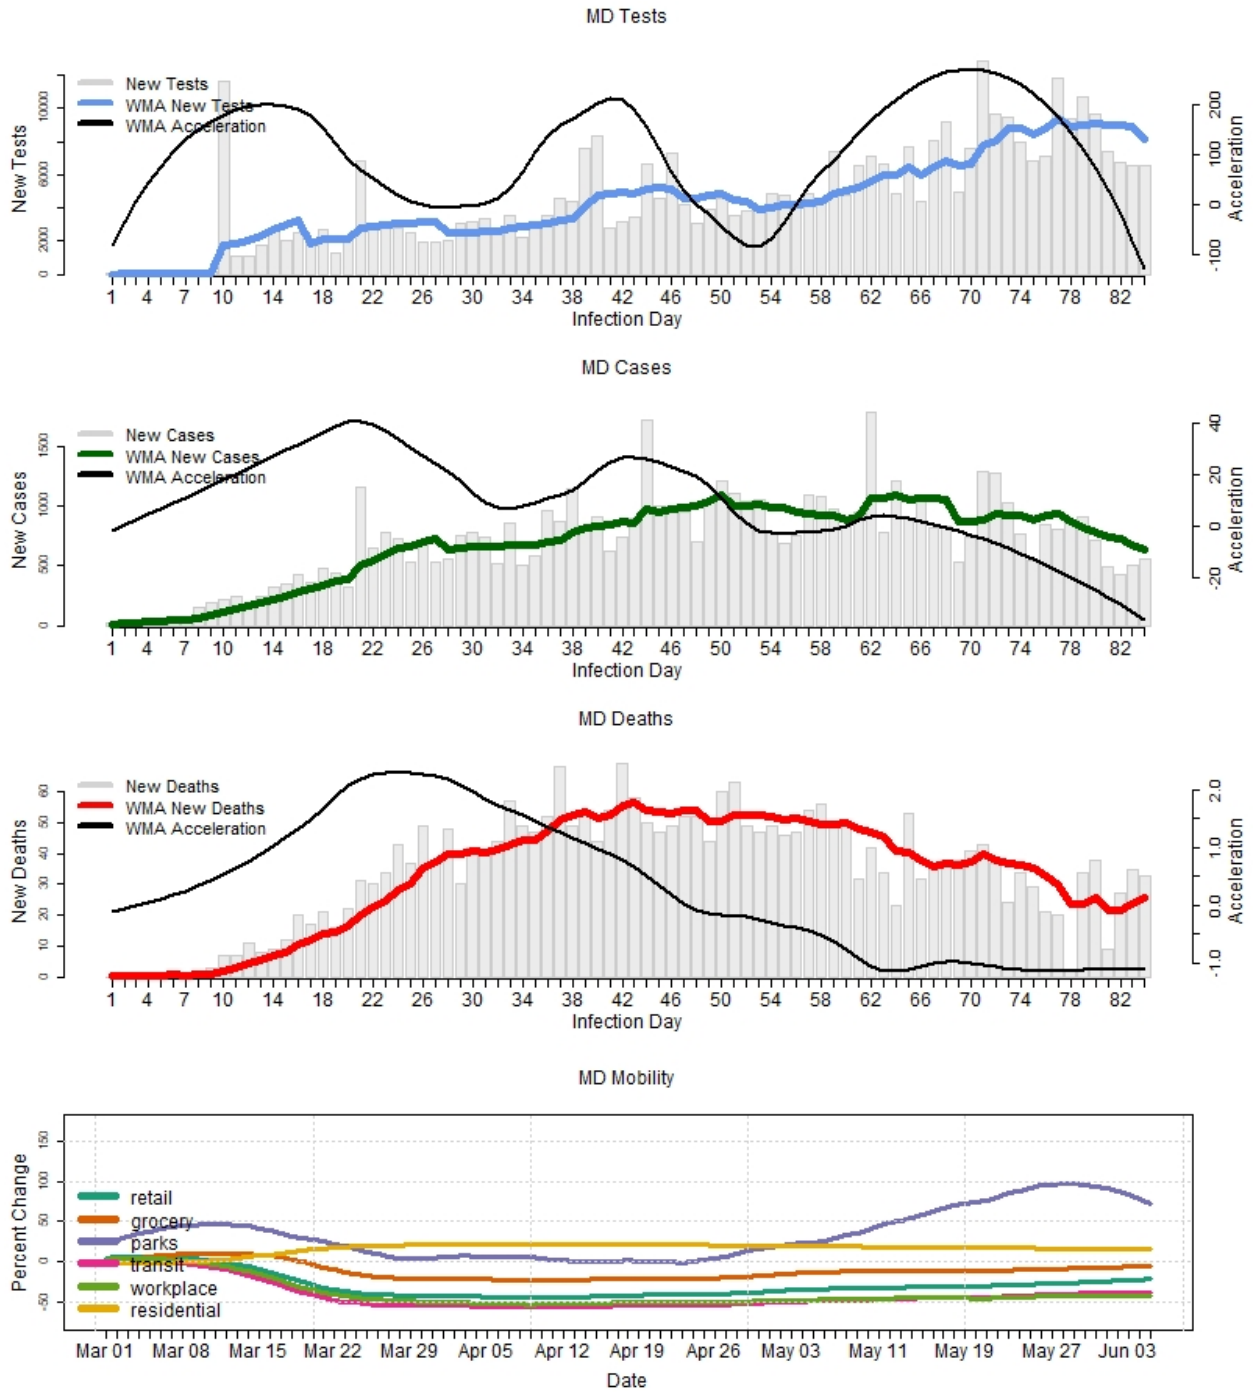 MD Tests
New Tests
WMA New Tests
WMA Acceleration
New Tests
0 2000 6000 10000
Acceleration
-100 0 100 200
1 4 7 10 14 18 22 26 30 34 38 42 46 50 54 58 62 66 70 74 78 82
Infection Day
MD Cases
New Cases
WMA New Cases
WMA Acceleration
New Cases
0 500 1000 1500
Acceleration
-20 0 20 40
1 4 7 10 14 18 22 26 30 34 38 42 46 50 54 58 62 66 70 74 78 82
Infection Day
MD Deaths
New Deaths
WMA New Deaths
WMA Acceleration
New Deaths
0 10 20 30 40 50 60
Acceleration
-1.0 0.0 1.0 2.0
1 4 7 10 14 18 22 26 30 34 38 42 46 50 54 58 62 66 70 74 78 82
Infection Day
MD Mobility
retail
grocery
parks
transit
workplace
residential
Percent Change
-50 0 50 100 150
Mar 01 Mar 08 Mar 15 Mar 22 Mar 29 Apr 05 Apr 12 Apr 19 Apr 26 May 03 May 11 May 19 May 27 Jun 03
Date